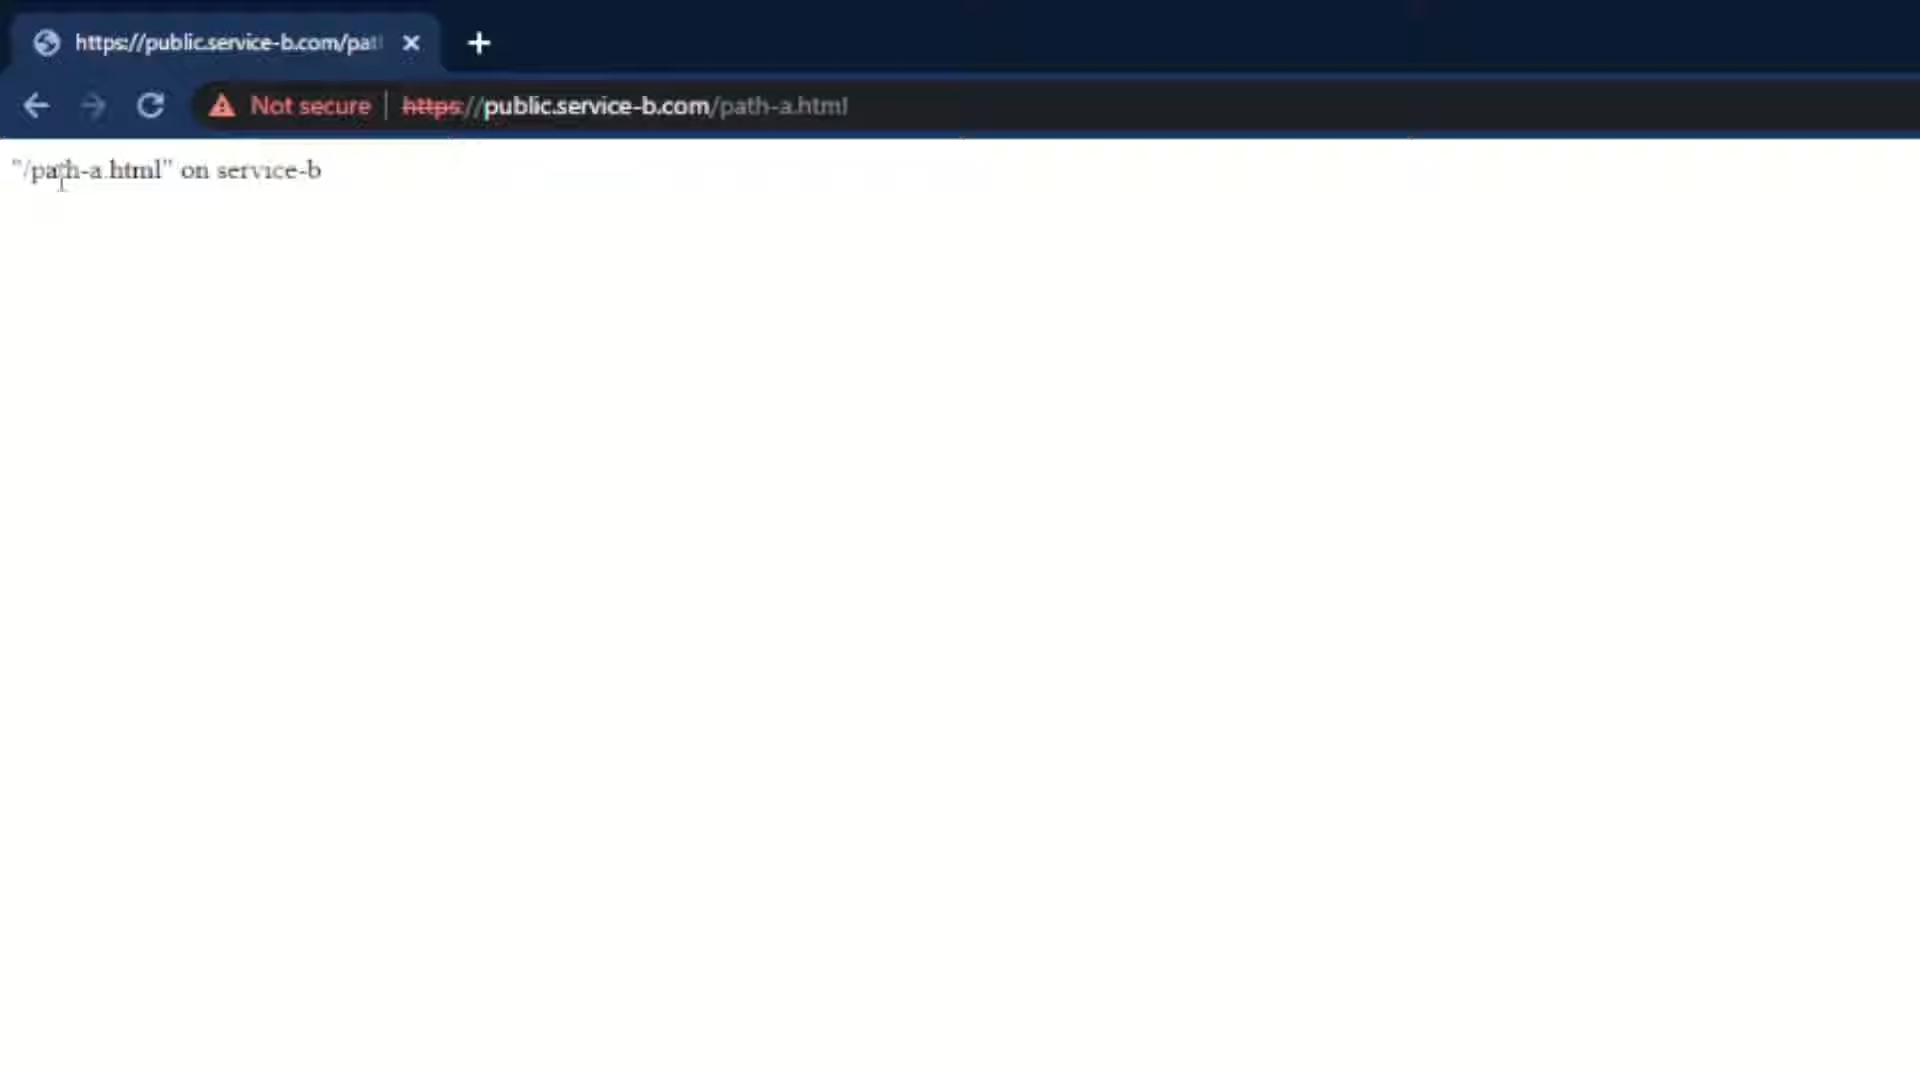 https://public.service-b.com/pat
Not secure | https://public.service-b.com/path-a.html
"/path-a.html" on service-b